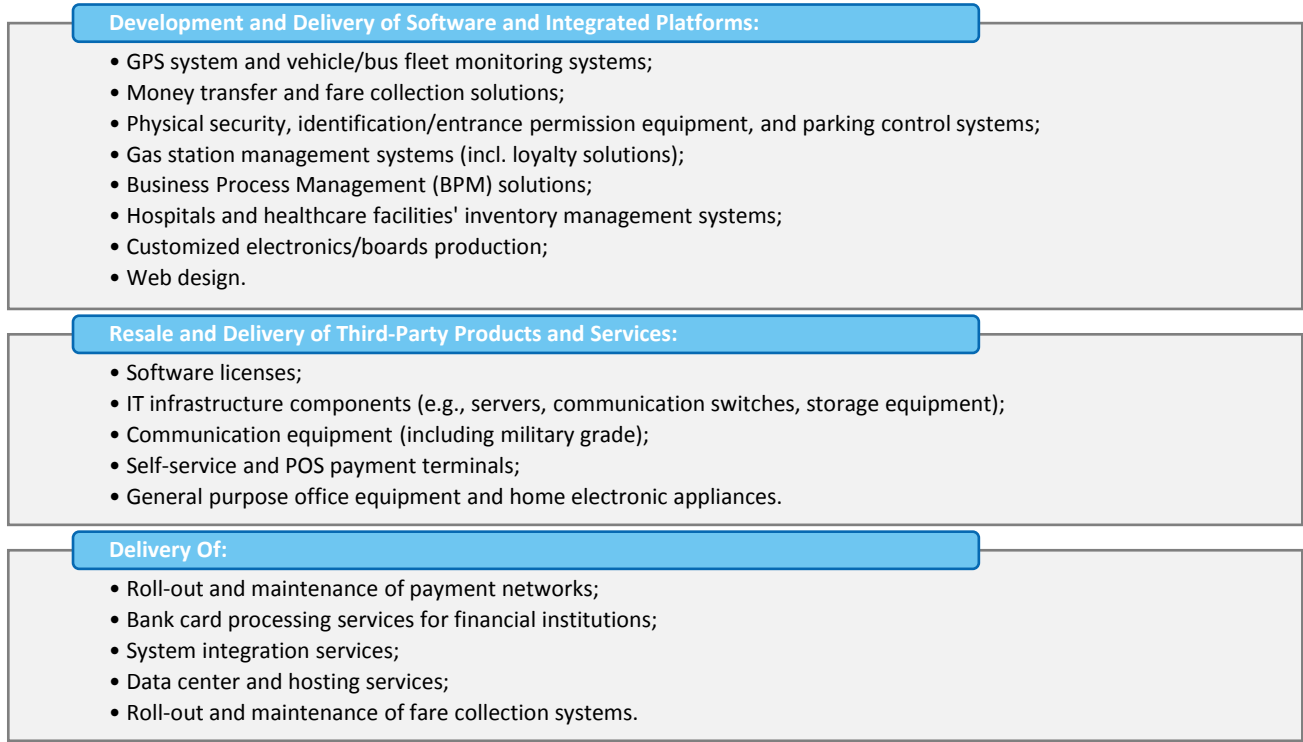 Development and Delivery of Software and Integrated Platforms:
• GPS system and vehicle/bus fleet monitoring systems;
• Money transfer and fare collection solutions;
• Physical security, identification/entrance permission equipment, and parking control systems;
• Gas station management systems (incl. loyalty solutions);
• Business Process Management (BPM) solutions;
• Hospitals and healthcare facilities' inventory management systems;
• Customized electronics/boards production;
• Web design.
Resale and Delivery of Third-Party Products and Services:
• Software licenses;
• IT infrastructure components (e.g., servers, communication switches, storage equipment);
• Communication equipment (including military grade);
• Self-service and POS payment terminals;
• General purpose office equipment and home electronic appliances.
Delivery Of:
• Roll-out and maintenance of payment networks;
• Bank card processing services for financial institutions;
• System integration services;
• Data center and hosting services;
• Roll-out and maintenance of fare collection systems.